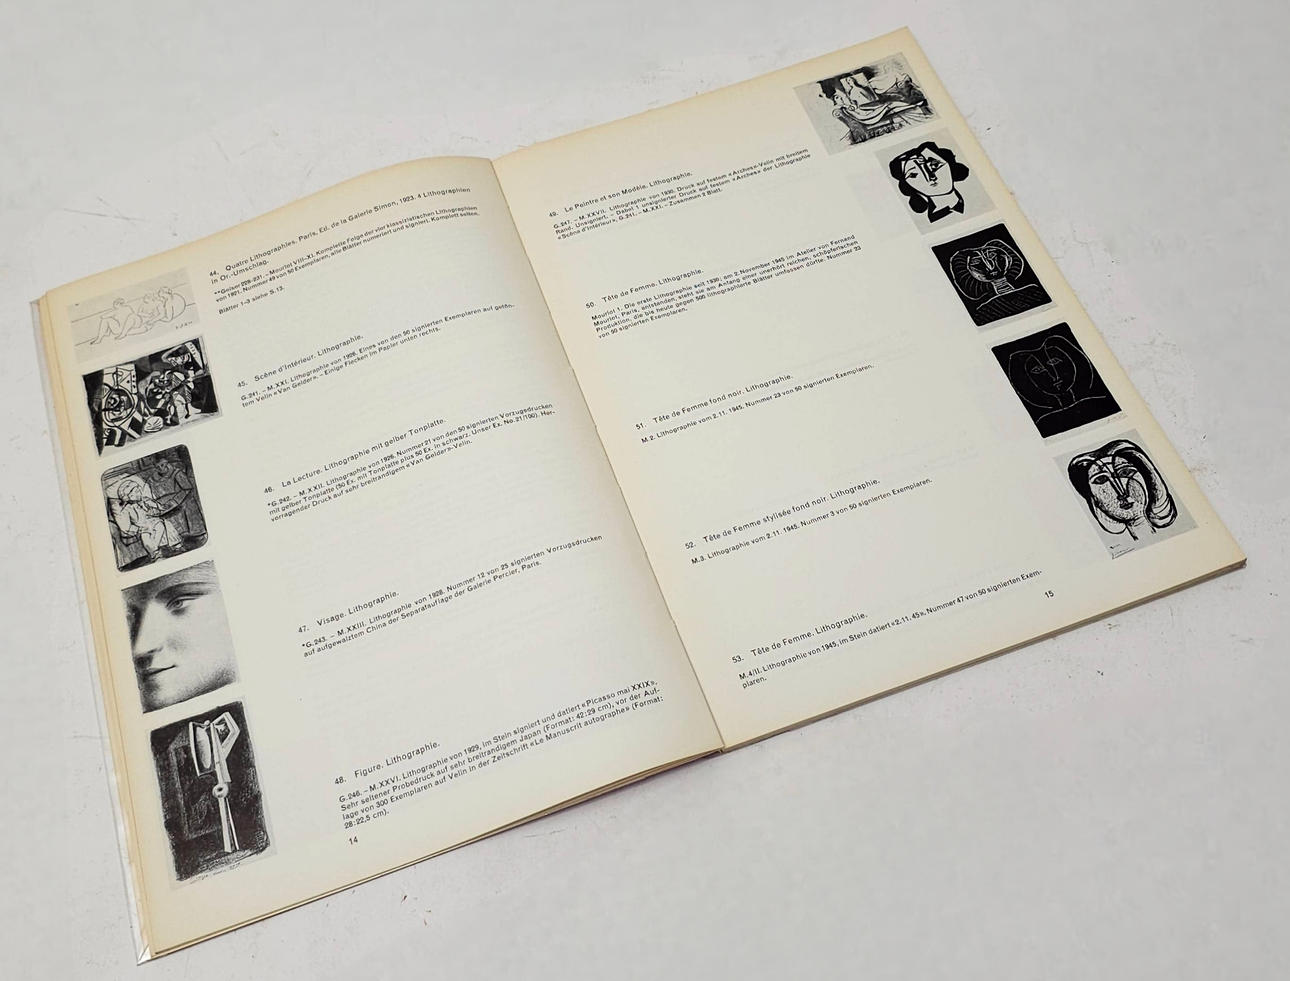 44. Quatre Lithographies. Paris, Ed. de la Galerie Simon, 1923. 4 Lithographien
in Or.-Umschlag.
**Geiser 228–231. – Mourlot VIII–XI. Komplette Folge der vier klassizistischen Lithographien
von 1921. Nummer 49 von 50 Exemplaren, alle Blätter numeriert und signiert. Komplett selten.
Blätter 1–3 siehe S. 13.
45. Scène d'Intérieur. Lithographie.
G.241. – M.XXI. Lithographie von 1926. Eines von den 50 signierten Exemplaren auf getön-
tem Velin «Van Gelder». – Einige Flecken im Papier unten rechts.
46. La Lecture. Lithographie mit gelber Tonplatte.
*G.242. – M.XXII. Lithographie von 1926. Nummer 21 von den 50 signierten Vorzugsdrucken
mit gelber Tonplatte (50 Ex. mit Tonplatte plus 50 Ex. in schwarz. Unser Ex. No. 21/100). Her-
vorragender Druck auf sehr breitrandigem «Van Gelder»-Velin.
47. Visage. Lithographie.
*G.243. – M.XXIII. Lithographie von 1928. Nummer 12 von 25 signierten Vorzugsdrucken
auf aufgewalztem China der Separatauflage der Galerie Percier, Paris.
48. Figure. Lithographie.
G.246. – M.XXVI. Lithographie von 1929, im Stein signiert und datiert «Picasso mai XXIX».
Sehr seltener Probedruck auf sehr breitrandigem Japan (Format: 42:29 cm), vor der Auf-
lage von 300 Exemplaren auf Velin in der Zeitschrift «Le Manuscrit autographe» (Format:
28:22,5 cm).
14
49. Le Peintre et son Modèle. Lithographie.
G.247. – M.XXVII. Lithographie von 1930. Druck auf festem «Arches»-Velin mit breitem
Rand. Unsigniert. – Dabei 1 unsignierter Druck auf festem «Arches» der Lithographie
«Scène d'Intérieur», G.241. – M.XXI. – Zusammen 2 Blatt.
50. Tête de Femme. Lithographie.
Mourlot 1. Die erste Lithographie seit 1930; am 2. November 1945 im Atelier von Fernand
Mourlot, Paris, entstanden, steht sie am Anfang einer unerhört reichen, schöpferischen
Produktion, die bis heute gegen 500 lithographierte Blätter umfassen dürfte. Nummer 23
von 50 signierten Exemplaren.
51. Tête de Femme fond noir. Lithographie.
M.2. Lithographie vom 2. 11. 1945. Nummer 23 von 50 signierten Exemplaren.
52. Tête de Femme stylisée fond noir. Lithographie.
M.3. Lithographie vom 2. 11. 1945. Nummer 3 von 50 signierten Exemplaren.
53. Tête de Femme. Lithographie.
M.4/II. Lithographie von 1945, im Stein datiert «2. 11. 45». Nummer 47 von 50 signierten Exem-
plaren.
15